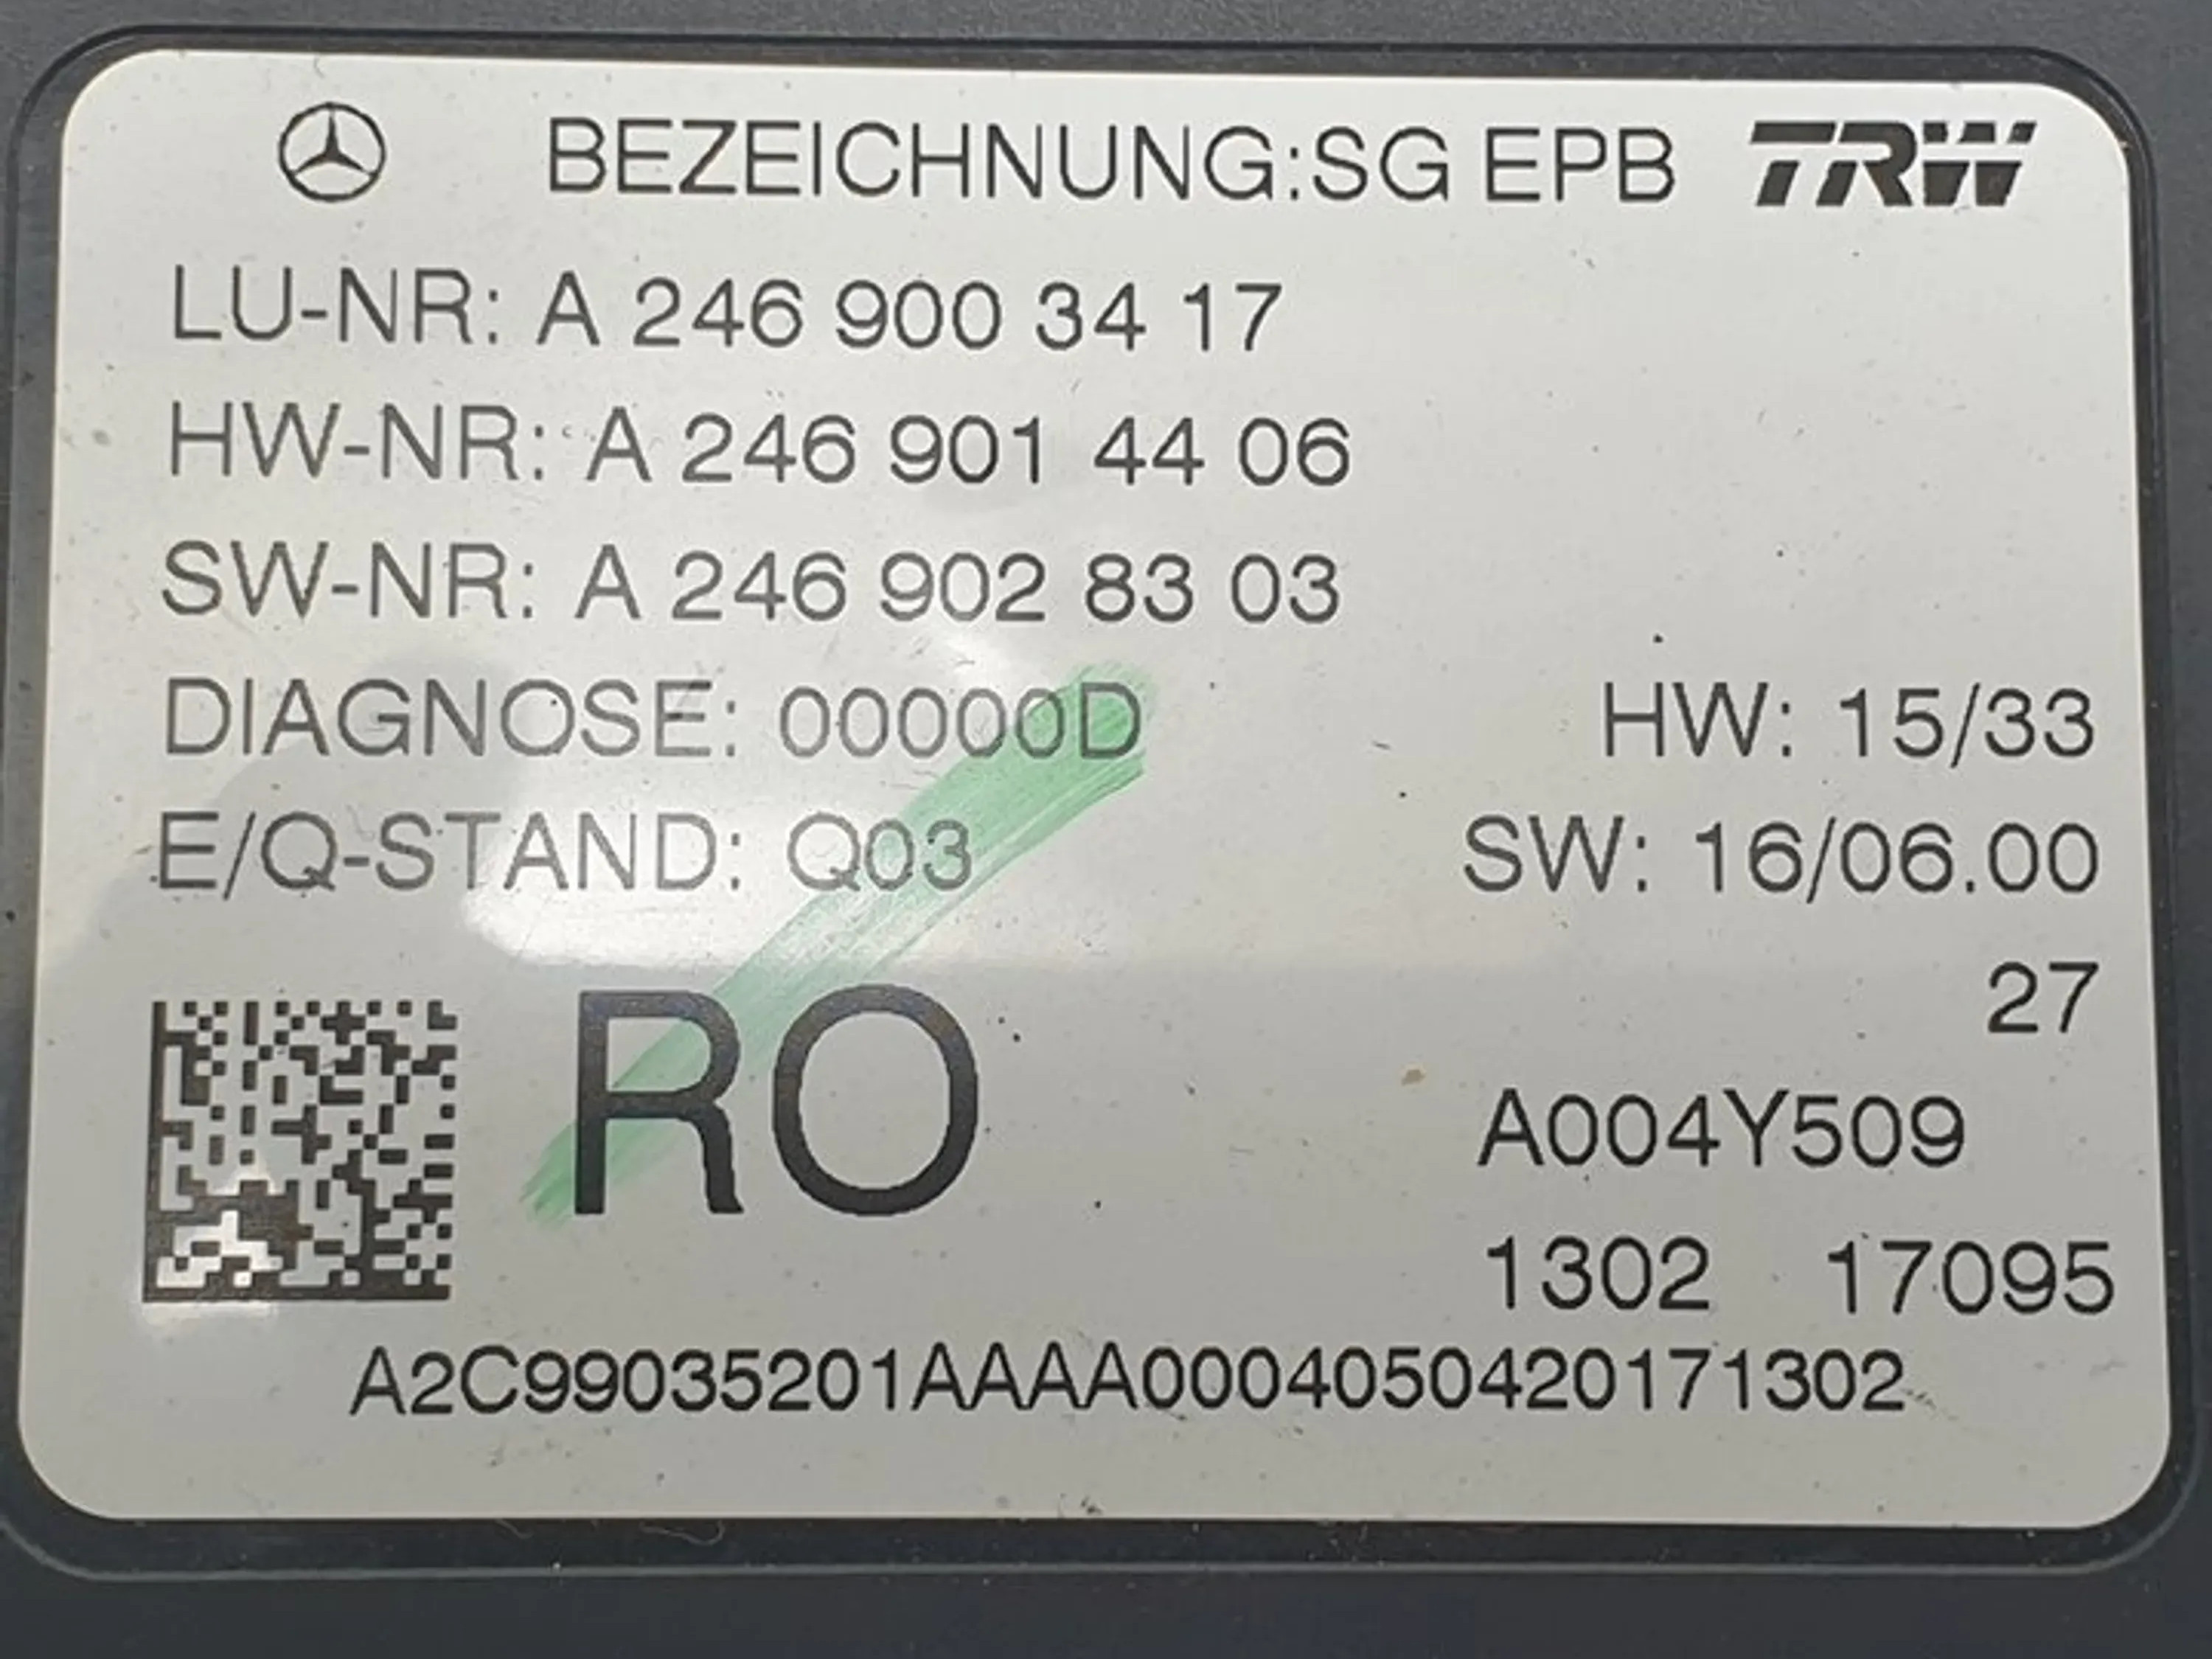 BEZEICHNUNG:SG EPB TRW
LU-NR: A 246 900 34 17
HW-NR: A 246 901 44 06
SW-NR: A 246 902 83 03
DIAGNOSE: 00000D HW: 15/33
E/Q-STAND: Q03 SW: 16/06.00
27
RO
A004Y509
1302 17095
A2C99035201AAAA0004050420171302